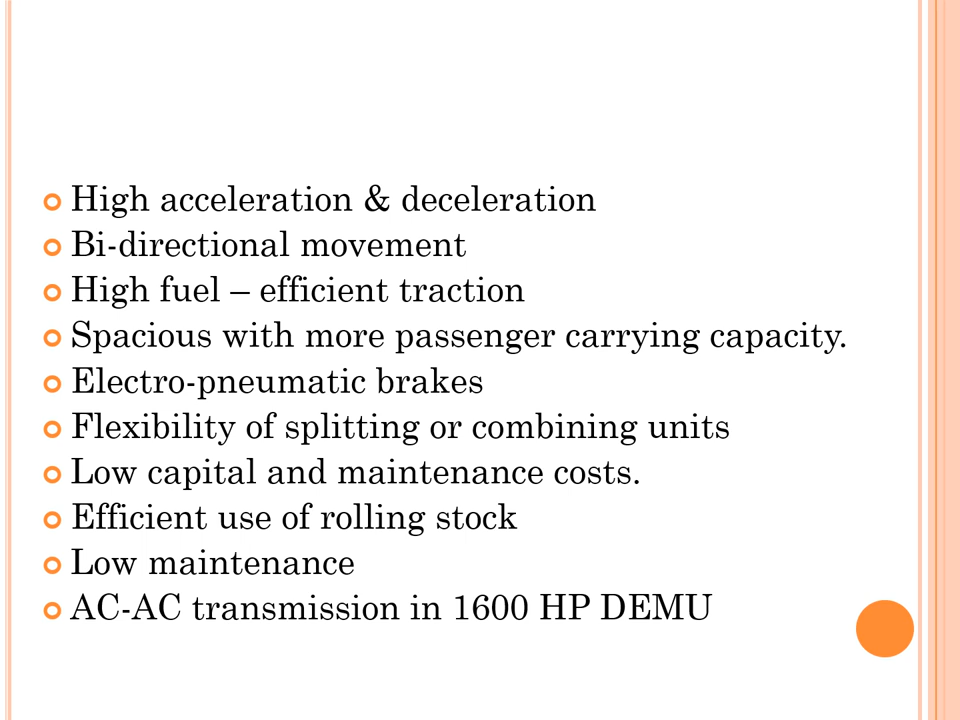 High acceleration & deceleration
Bi-directional movement
High fuel – efficient traction
Spacious with more passenger carrying capacity.
Electro-pneumatic brakes
Flexibility of splitting or combining units
Low capital and maintenance costs.
Efficient use of rolling stock
Low maintenance
AC-AC transmission in 1600 HP DEMU